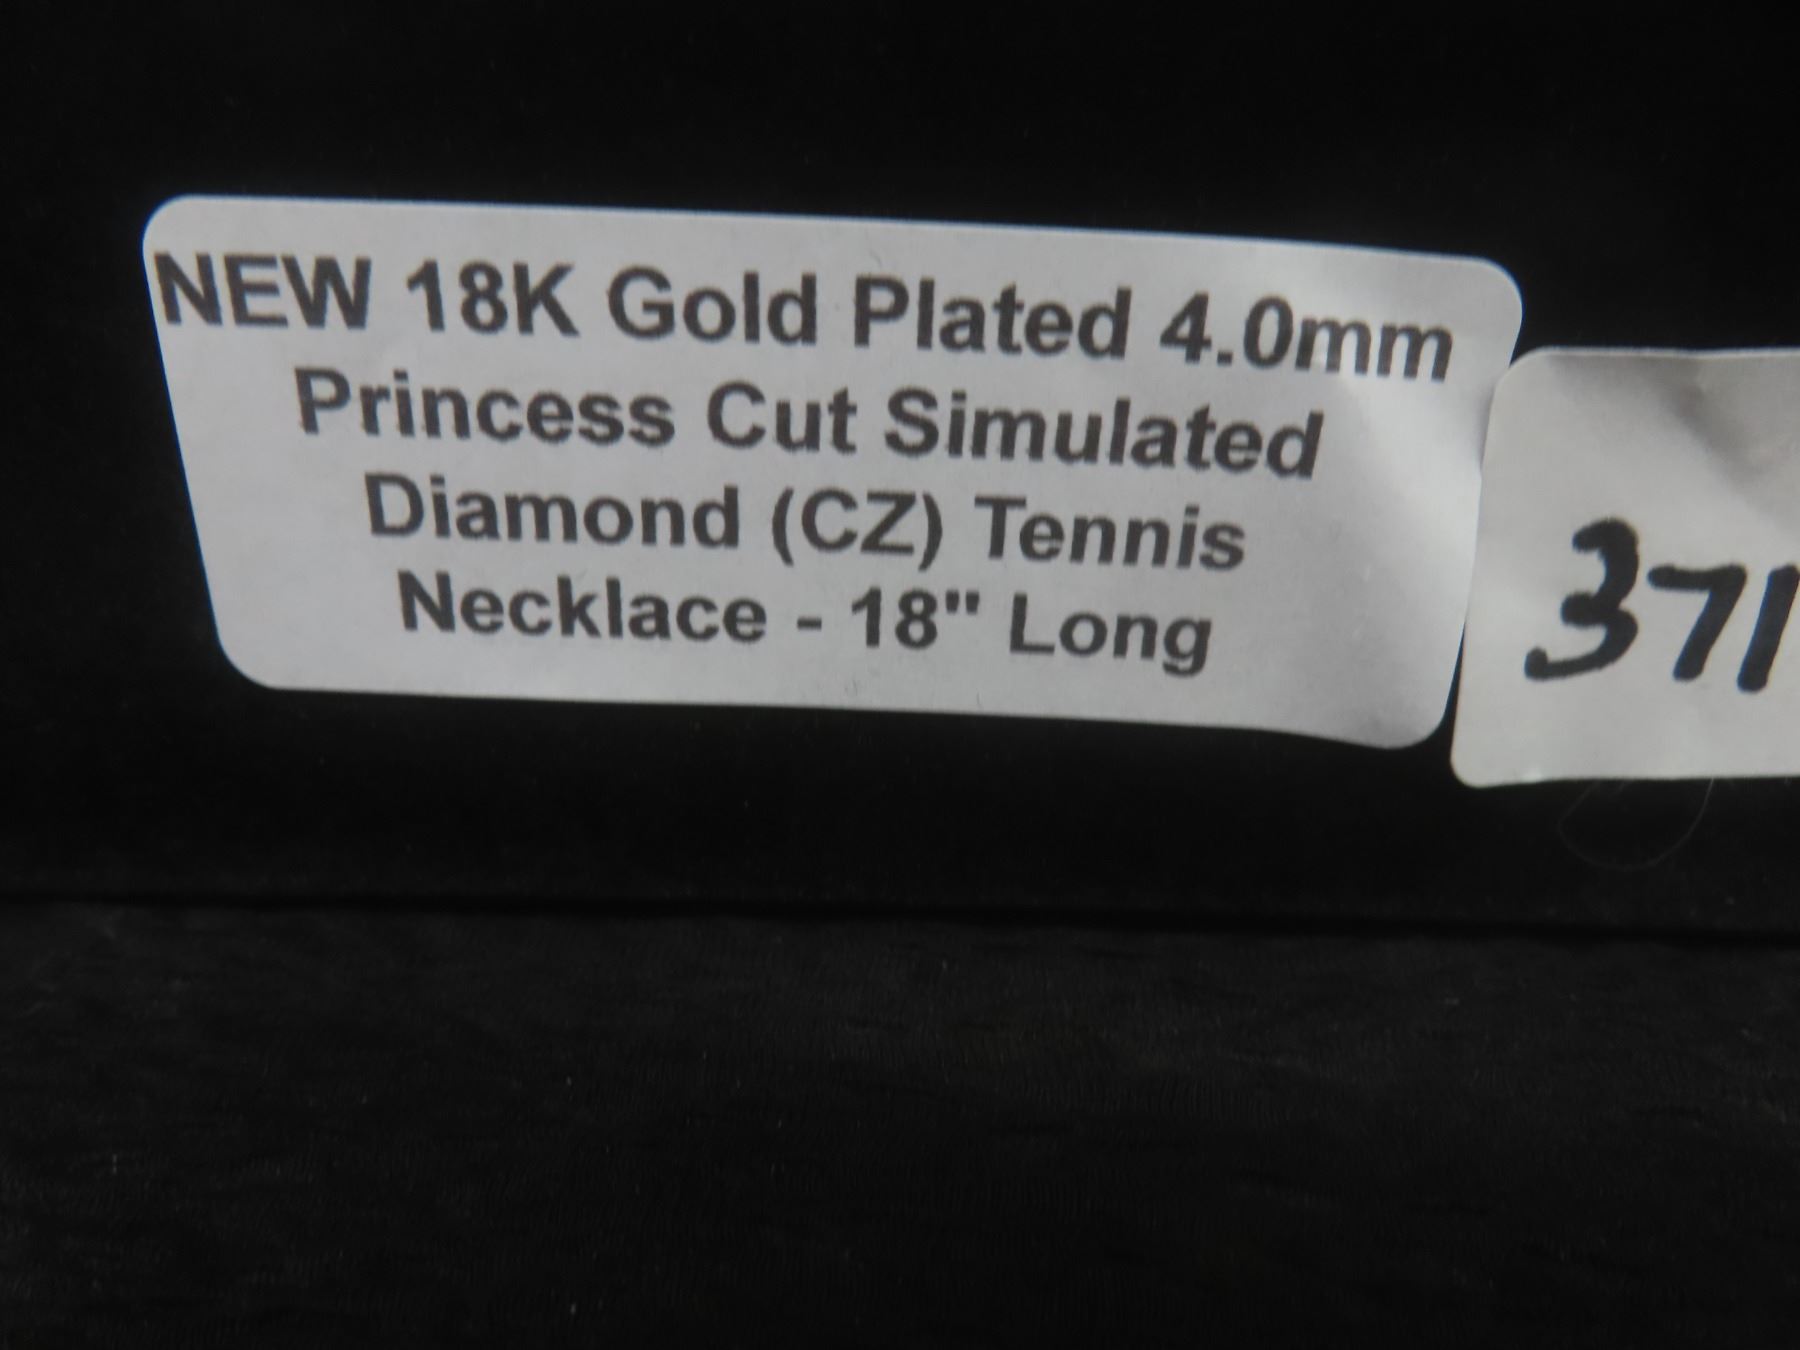 NEW 18K Gold Plated 4.0mm
Princess Cut Simulated
Diamond (CZ) Tennis
Necklace - 18" Long
371